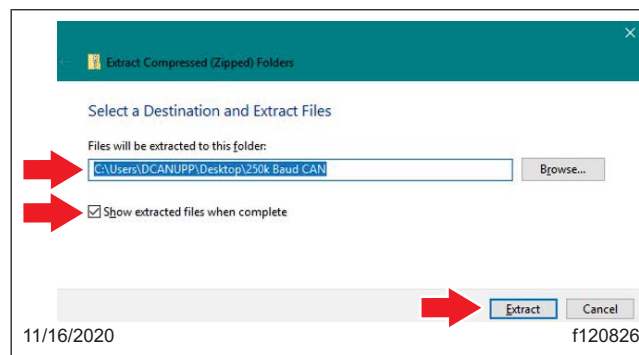 Extract Compressed (Zipped) Folders
Select a Destination and Extract Files
Files will be extracted to this folder:
C:\Users\DCANUPP\Desktop\250k Baud CAN
Browse...
Show extracted files when complete
Extract
Cancel
11/16/2020
f120826